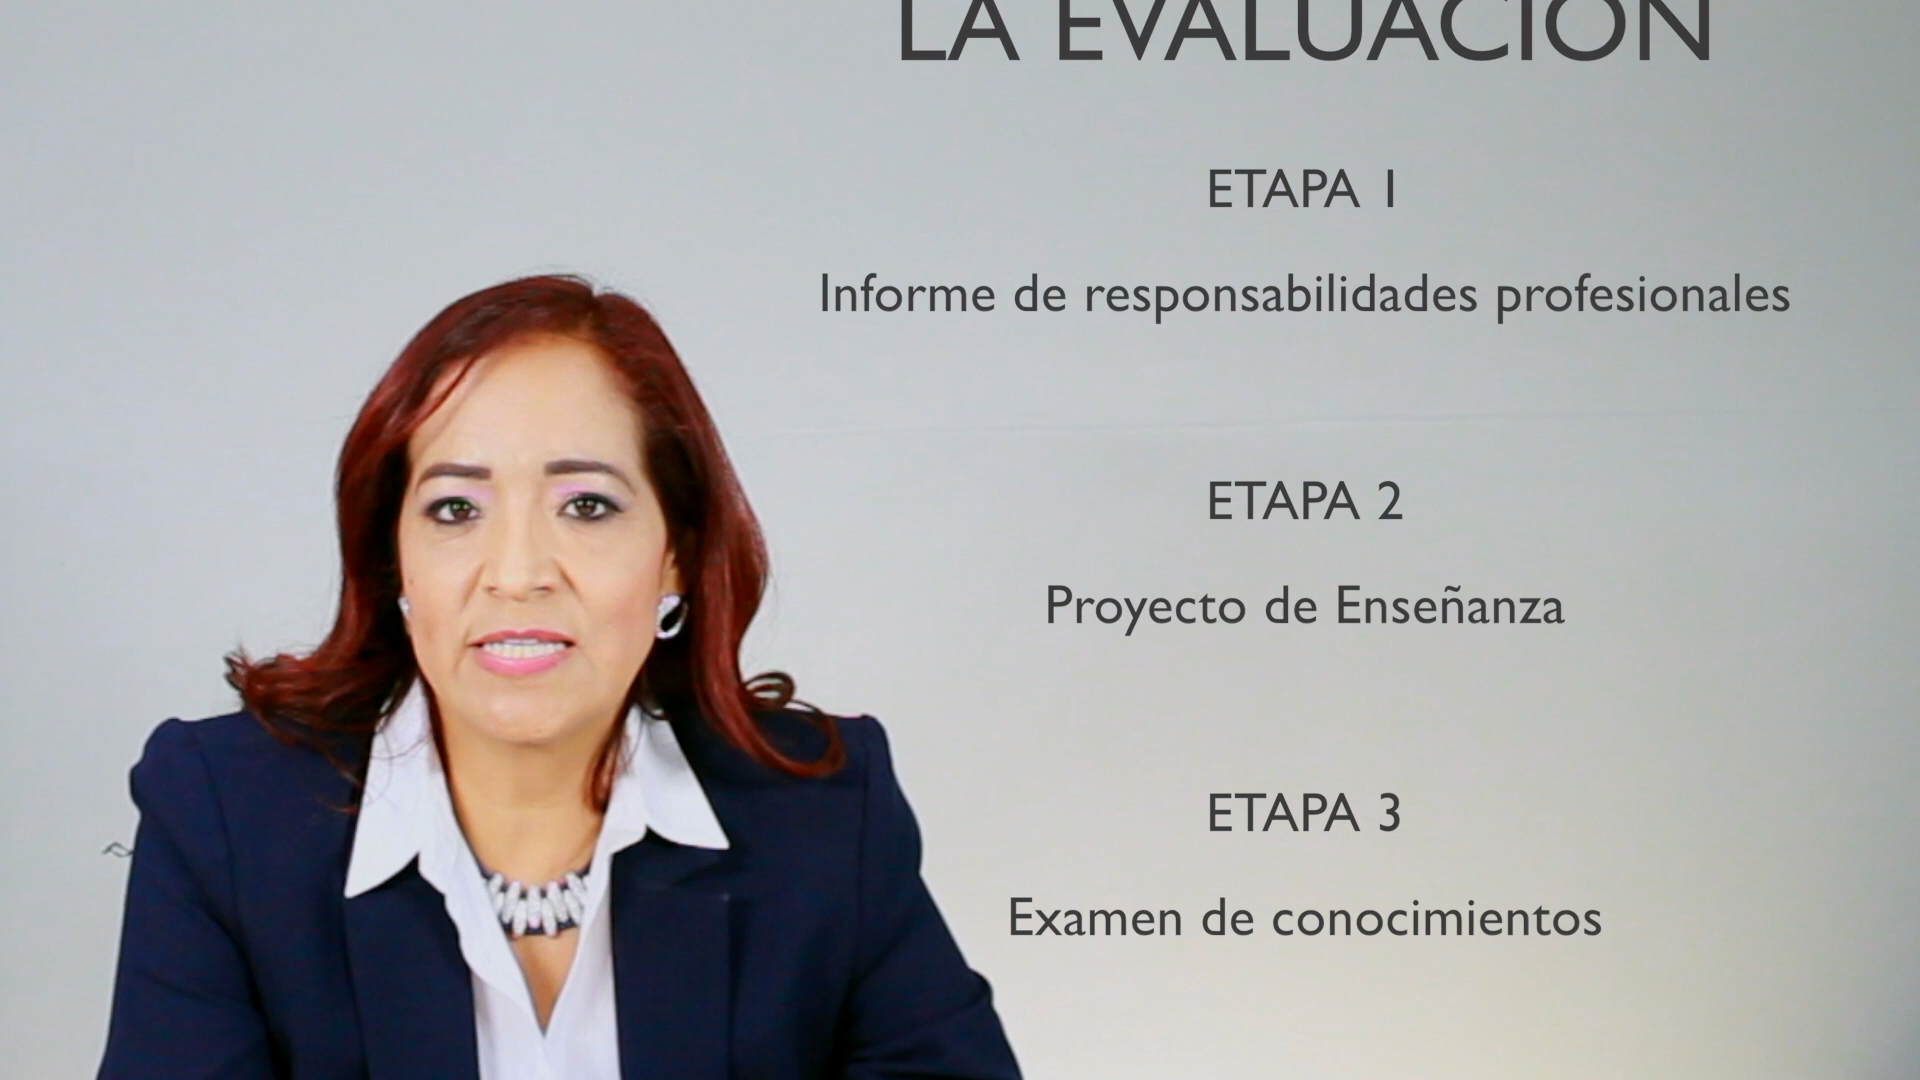 LA EVALUACIÓN
ETAPA 1
Informe de responsabilidades profesionales
ETAPA 2
Proyecto de Enseñanza
ETAPA 3
Examen de conocimientos